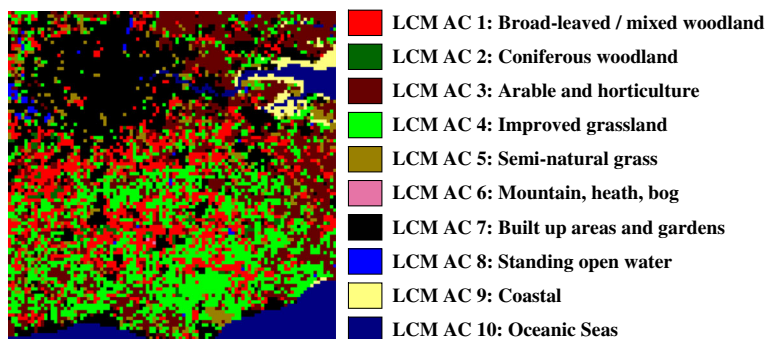 LCM AC 1: Broad-leaved / mixed woodland
LCM AC 2: Coniferous woodland
LCM AC 3: Arable and horticulture
LCM AC 4: Improved grassland
LCM AC 5: Semi-natural grass
LCM AC 6: Mountain, heath, bog
LCM AC 7: Built up areas and gardens
LCM AC 8: Standing open water
LCM AC 9: Coastal
LCM AC 10: Oceanic Seas